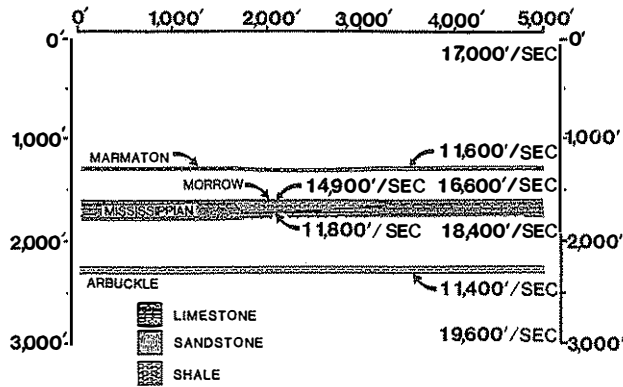 0' 1,000' 2,000' 3,000' 4,000' 5,000'
0' 17,000'/SEC 0'
1,000' 11,600'/SEC 1,000'
MARMATON
MORROW 14,900'/SEC 16,600'/SEC
MISSISSIPPIAN
11,800'/SEC 18,400'/SEC
2,000' 2,000'
ARBUCKLE 11,400'/SEC
LIMESTONE
SANDSTONE 19,600'/SEC
3,000' 3,000'
SHALE